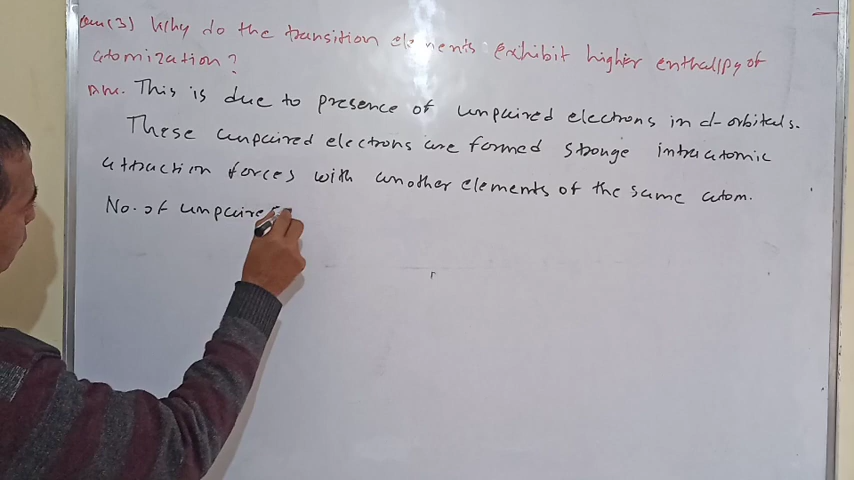 Que(3) Why do the transition elements exhibit higher enthallpy of
atomization?
Ans. This is due to presence of unpaired electrons in d-orbitals.
These unpaired electrons are formed stronge intraatomic
attraction forces with another elements of the same atom.
No. of unpaire